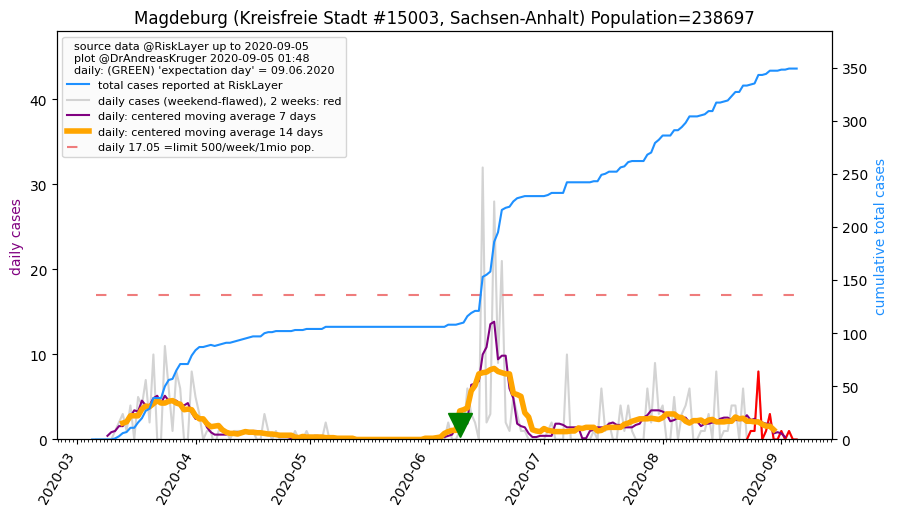 Magdeburg (Kreisfreie Stadt #15003, Sachsen-Anhalt) Population=238697
source data @RiskLayer up to 2020-09-05
plot @DrAndreasKruger 2020-09-05 01:48
daily: (GREEN) 'expectation day' = 09.06.2020
total cases reported at RiskLayer
daily cases (weekend-flawed), 2 weeks: red
daily: centered moving average 7 days
daily: centered moving average 14 days
daily 17.05 =limit 500/week/1mio pop.
daily cases
40
30
20
10
0
cumulative total cases
350
300
250
200
150
100
50
0
2020-03
2020-04
2020-05
2020-06
2020-07
2020-08
2020-09